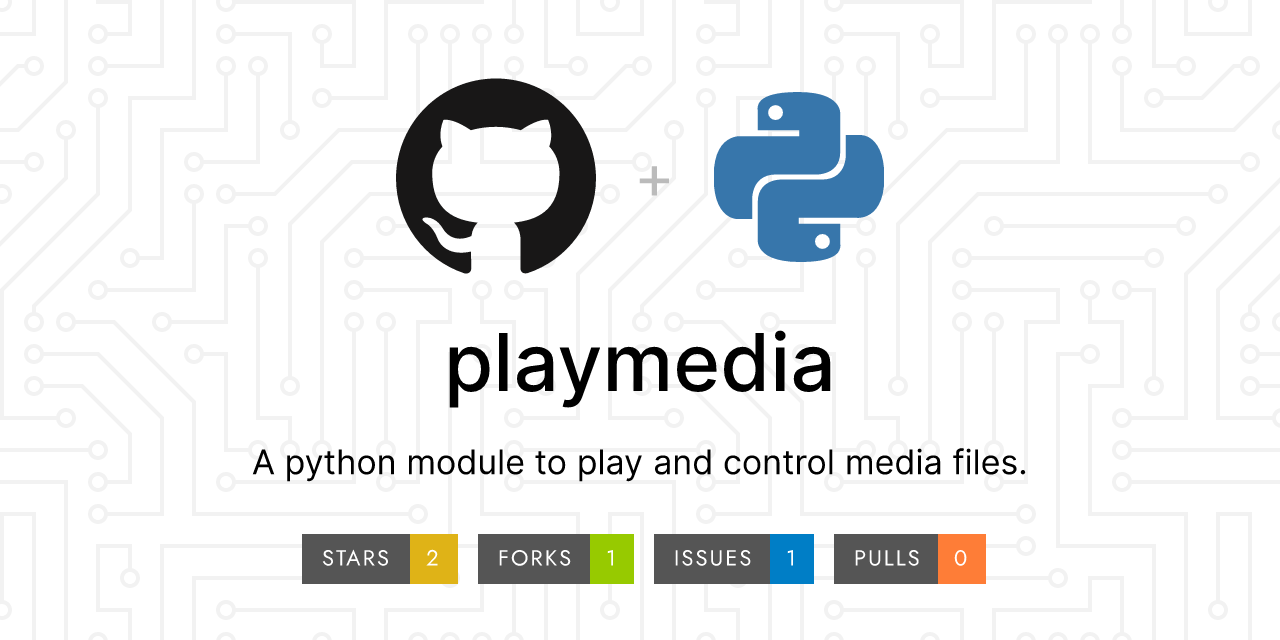 +
playmedia
A python module to play and control media files.
STARS 2 FORKS 1 ISSUES 1 PULLS 0